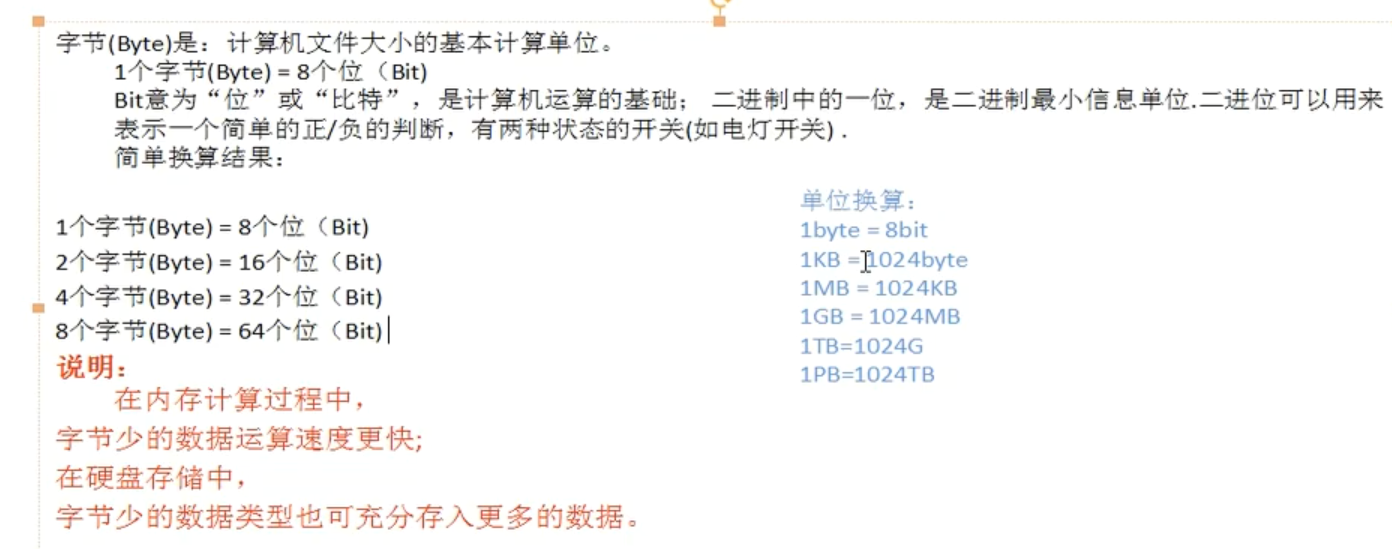 字节(Byte)是：计算机文件大小的基本计算单位。
1个字节(Byte) = 8个位（Bit)
Bit意为“位”或“比特”，是计算机运算的基础； 二进制中的一位，是二进制最小信息单位.二进位可以用来
表示一个简单的正/负的判断，有两种状态的开关(如电灯开关) .
简单换算结果：
1个字节(Byte) = 8个位（Bit)
2个字节(Byte) = 16个位（Bit)
4个字节(Byte) = 32个位（Bit)
8个字节(Byte) = 64个位（Bit)
说明：
在内存计算过程中，
字节少的数据运算速度更快;
在硬盘存储中，
字节少的数据类型也可充分存入更多的数据。
单位换算：
1byte = 8bit
1KB = 1024byte
1MB = 1024KB
1GB = 1024MB
1TB=1024G
1PB=1024TB